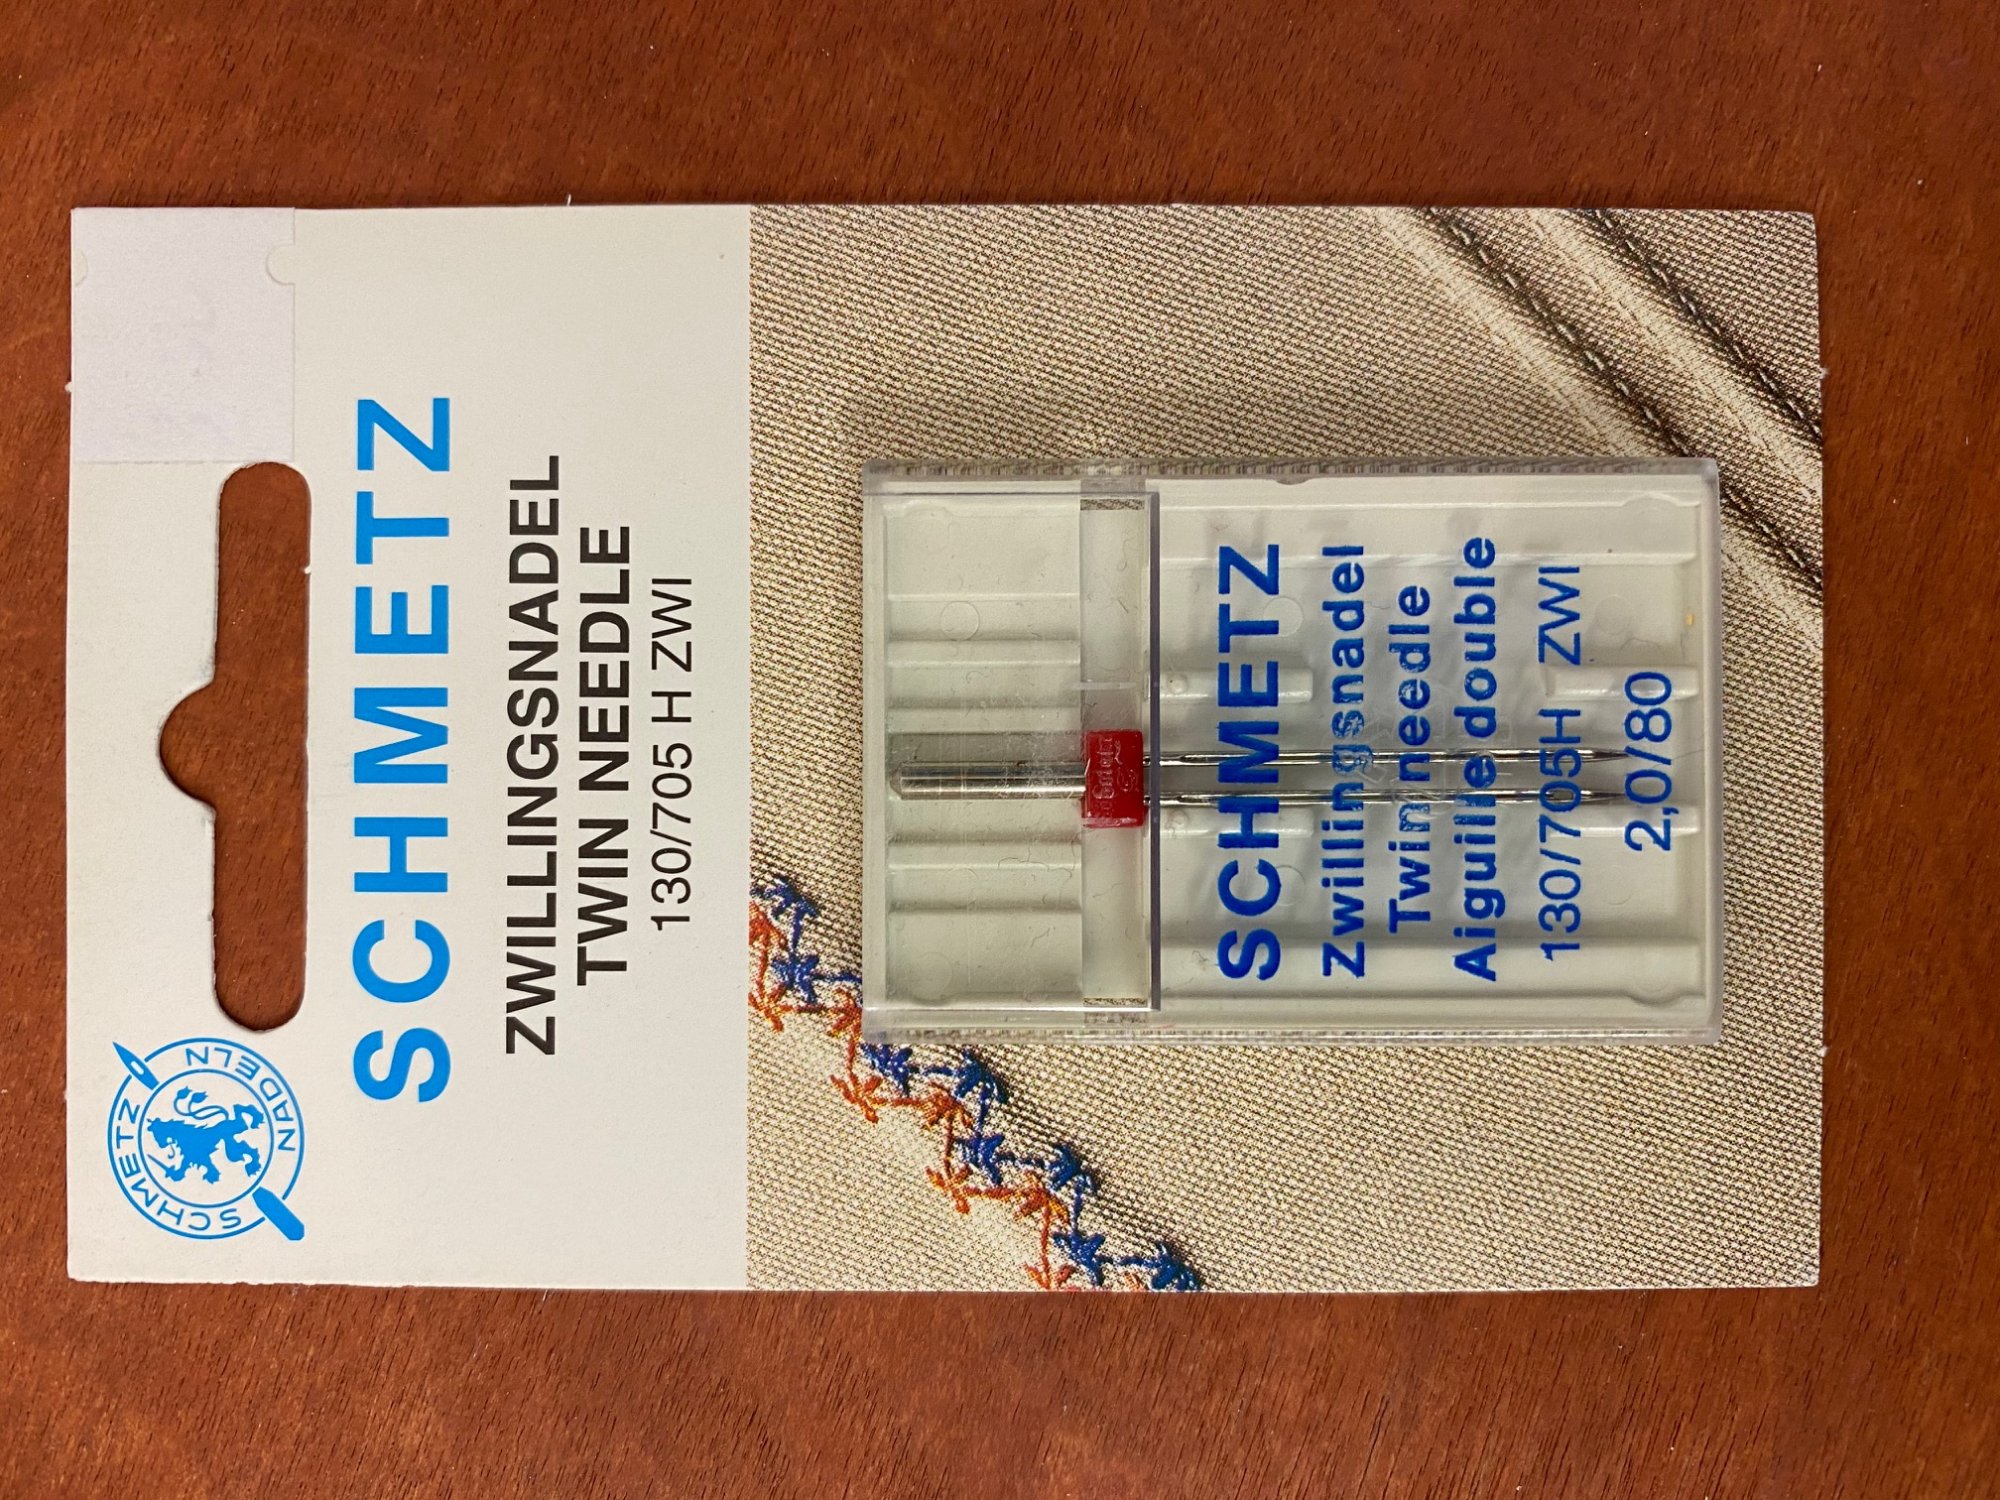 SCHMETZ NADELN
SCHMETZ
ZWILLINGSNADEL
TWIN NEEDLE
130/705 H ZWI
SCHMETZ
Zwillingsnadel
Twin needle
Aiguille double
130/705H ZWI
2,0/80